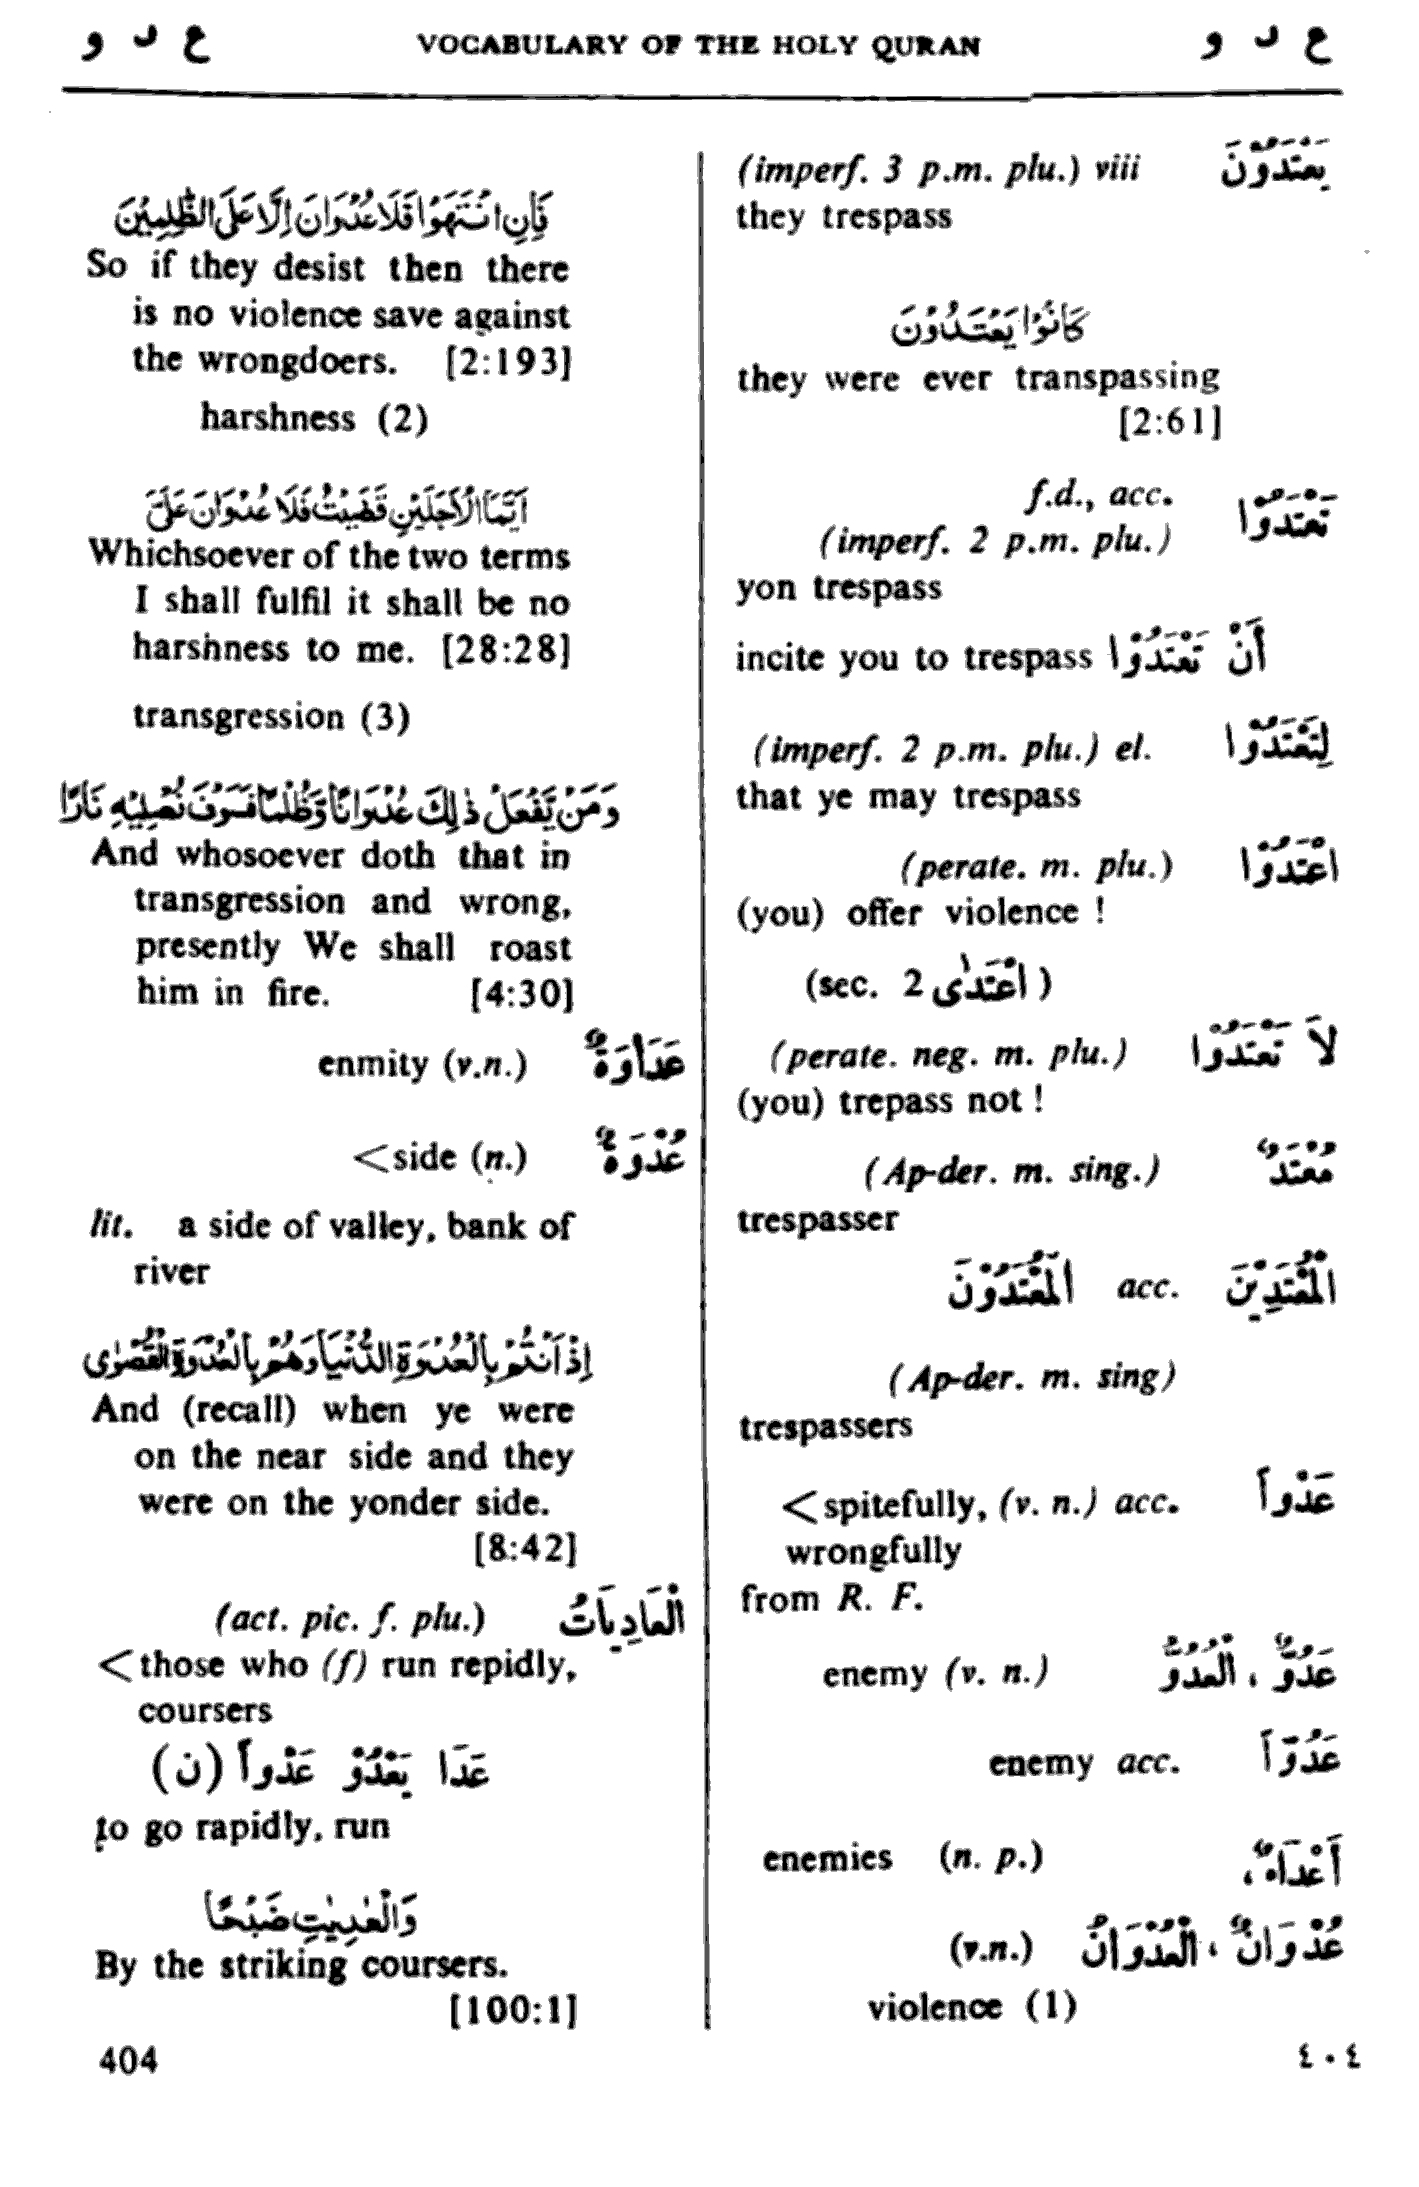 ع د و VOCABULARY OF THE HOLY QURAN ع د و
(imperf. 3 p.m. plu.) viii يَعْتَدُوْنَ
they trespass
كَانُوْا يَعْتَدُوْنَ
they were ever transpassing
[2:61]
f.d., acc.
(imperf. 2 p.m. plu.) تَعْتَدُوْا
yon trespass
incite you to trespass أَنْ تَعْتَدُوْا
(imperf. 2 p.m. plu.) el. لِتَعْتَدُوْا
that ye may trespass
(perate. m. plu.) اعْتَدُوْا
(you) offer violence !
(sec. 2 اعْتَدٰى )
(perate. neg. m. plu.) لاَ تَعْتَدُوْا
(you) trepass not !
(Ap-der. m. sing.) مُعْتَدٍ
trespasser
الْمُعْتَدُوْنَ acc. الْمُعْتَدِيْنَ
(Ap-der. m. sing)
trespassers
<spitefully, (v. n.) acc. عَدْواً
wrongfully
from R. F.
enemy (v. n.) عَدُوٌّ ، الْعَدُوُّ
enemy acc. عَدُوّاً
enemies (n. p.) أَعْدَاءٌ ،
(v.n.) عُدْوَانٌ ، الْعُدْوَانُ
violence (1)
فَإِنِ انْتَهَوْا فَلَا عُدْوَانَ إِلَّا عَلَى الظّٰلِمِيْنَ
So if they desist then there
is no violence save against
the wrongdoers. [2:193]
harshness (2)
اَيَّمَا الْاَجَلَيْنِ قَضَيْتُ فَلَا عُدْوَانَ عَلَيَّ
Whichsoever of the two terms
I shall fulfil it shall be no
harshness to me. [28:28]
transgression (3)
وَمَنْ يَّفْعَلْ ذٰلِكَ عُدْوَانًا وَّظُلْمًا فَسَوْفَ نُصْلِيْهِ نَارًا
And whosoever doth that in
transgression and wrong,
presently We shall roast
him in fire. [4:30]
enmity (v.n.) عَدَاوَةٌ
<side (n.) عُدْوَةٌ
lit. a side of valley, bank of
river
اِذْ اَنْتُمْ بِالْعُدْوَةِ الدُّنْيَا وَهُمْ بِالْعُدْوَةِ الْقُصْوٰى
And (recall) when ye were
on the near side and they
were on the yonder side.
[8:42]
(act. pic. f. plu.) الْعَادِيَاتُ
<those who (f) run repidly,
coursers
عَدَا يَعْدُوْ عَدْواً (ن)
to go rapidly, run
وَالْعٰدِيٰتِ ضَبْحًا
By the striking coursers.
[100:1]
404 ٤٠٤